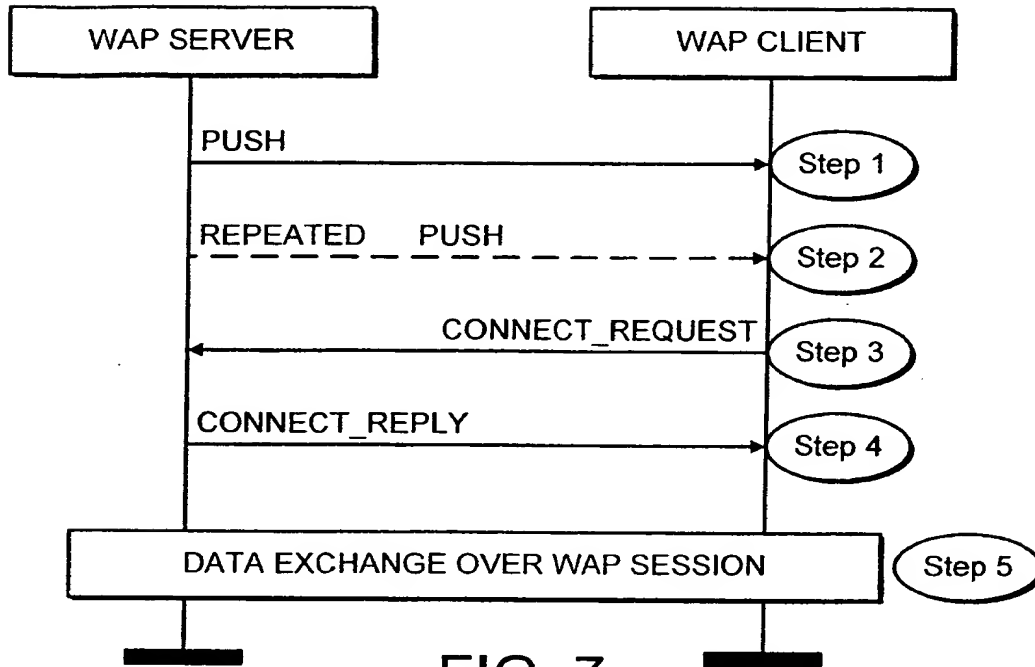 WAP SERVER
WAP CLIENT
PUSH
Step 1
REPEATED PUSH
Step 2
CONNECT_REQUEST
Step 3
CONNECT_REPLY
Step 4
DATA EXCHANGE OVER WAP SESSION
Step 5